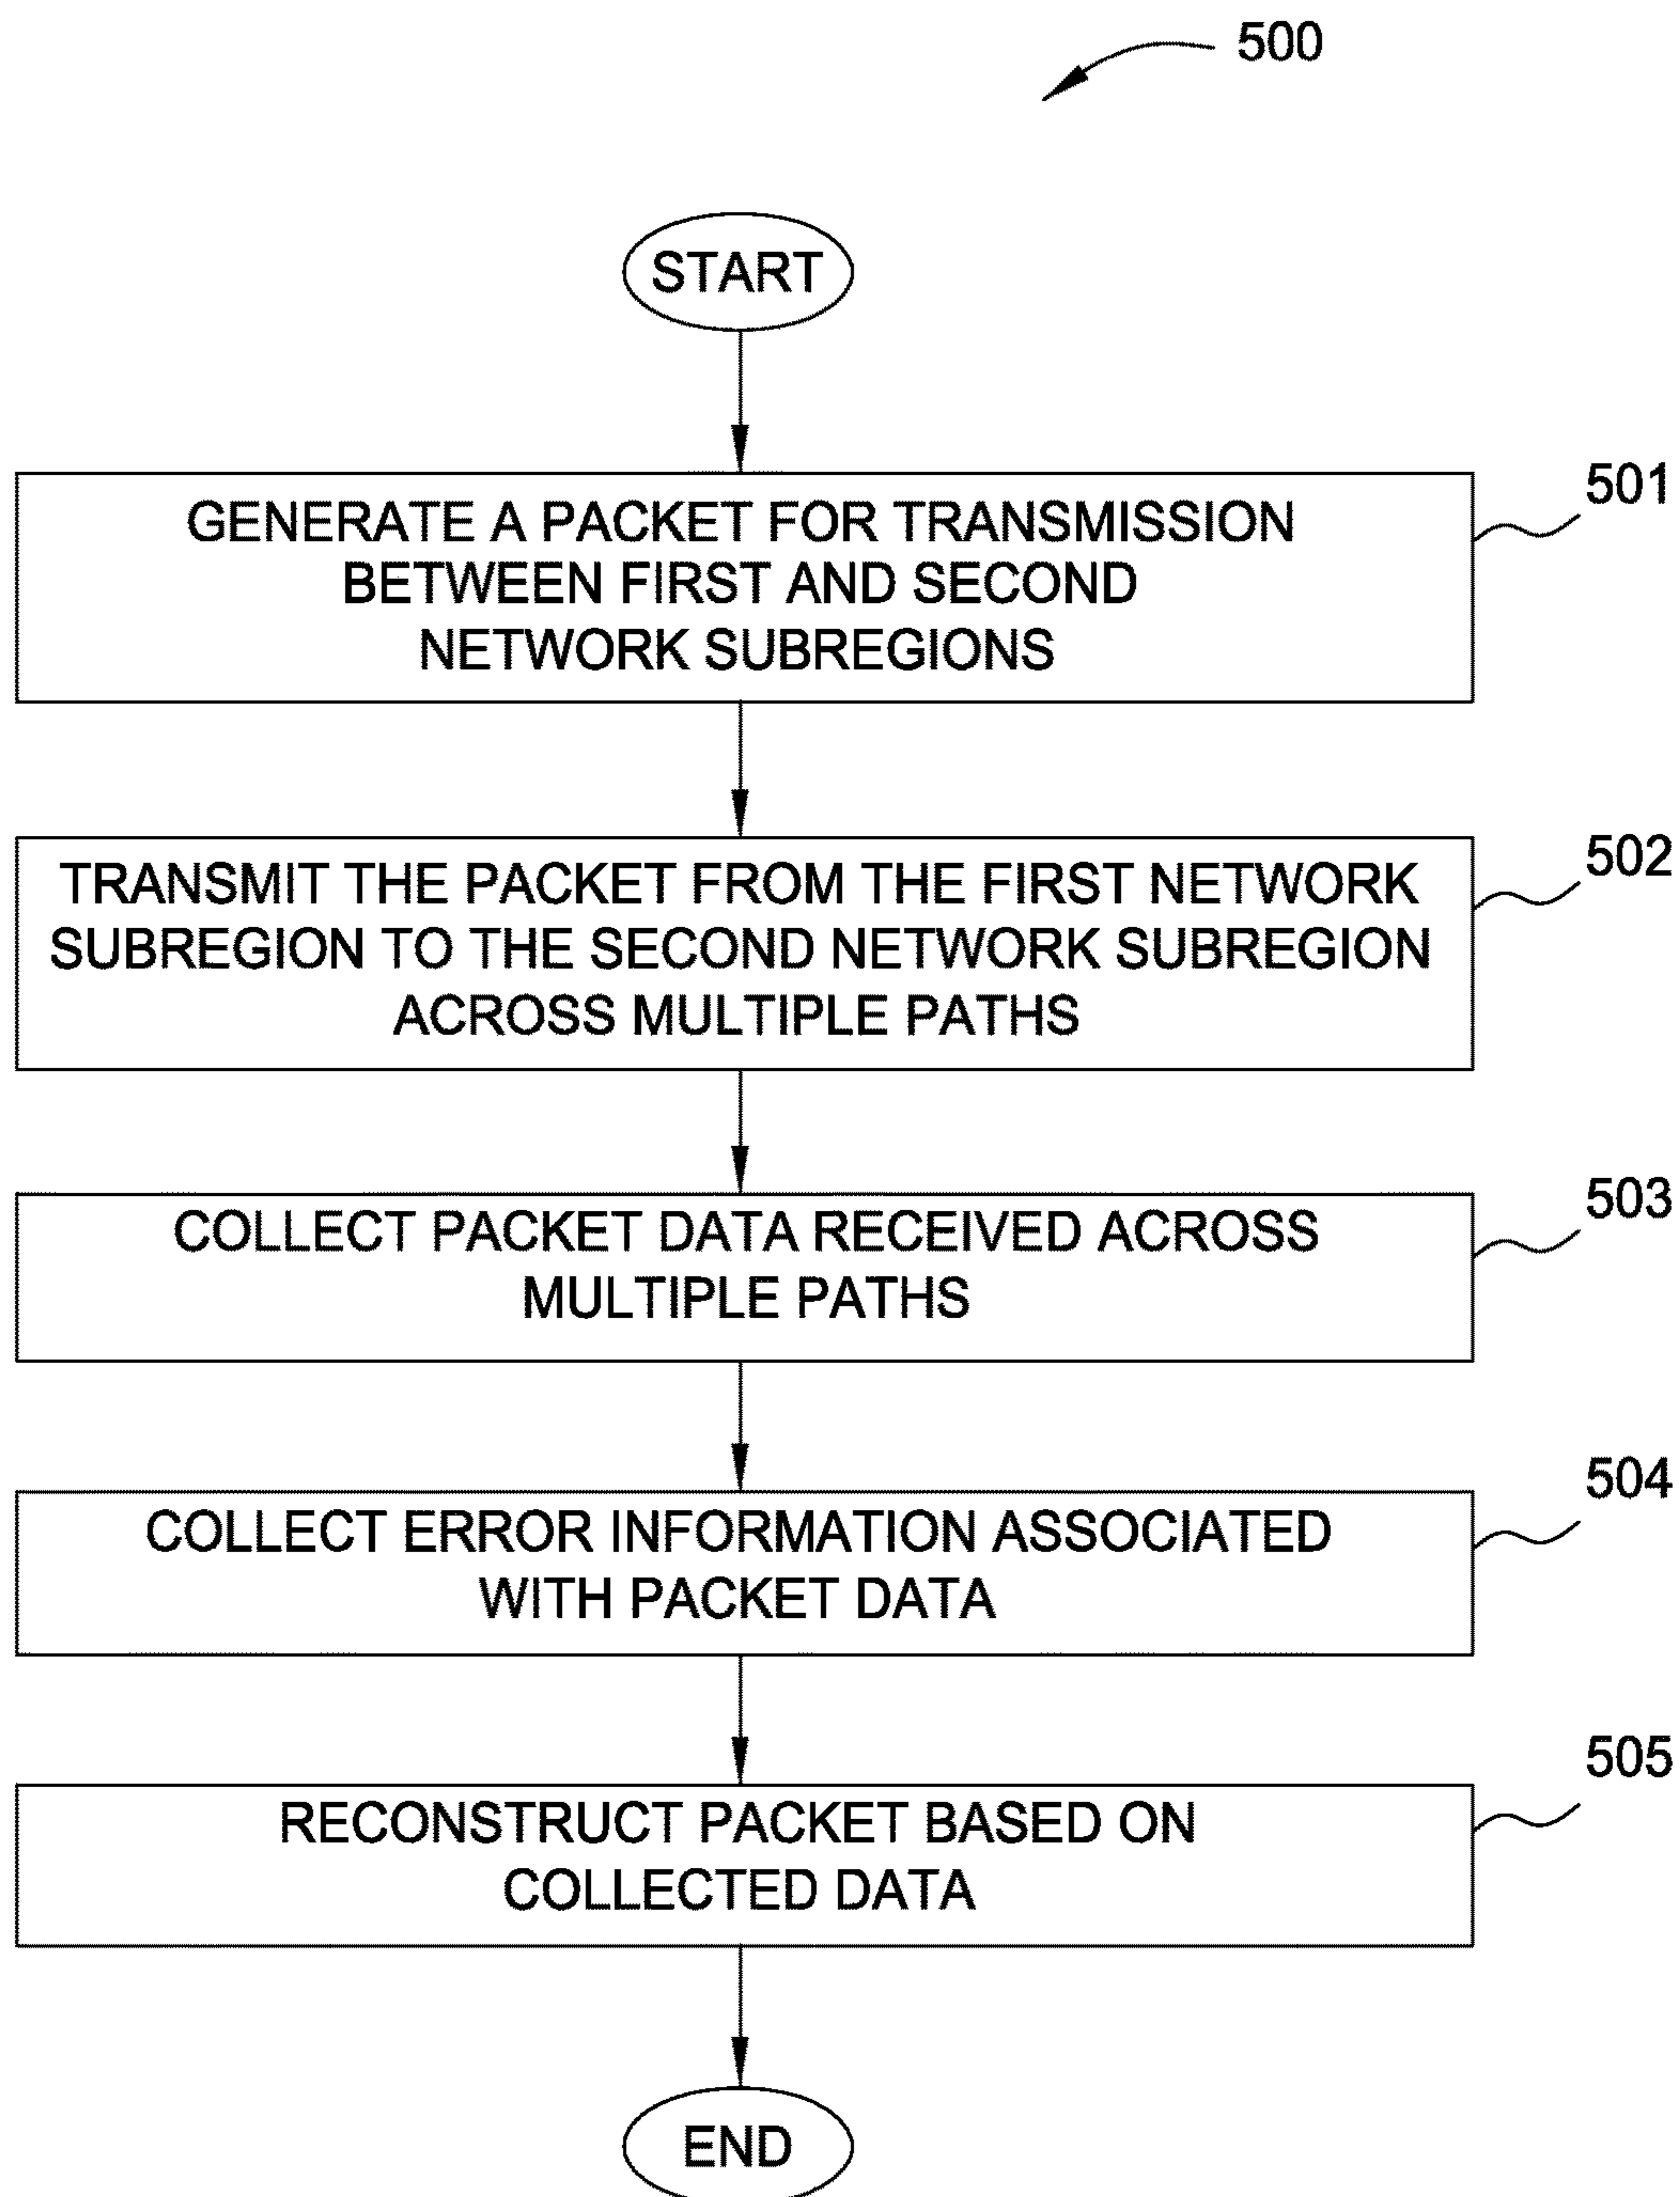 500
START
501
GENERATE A PACKET FOR TRANSMISSION
BETWEEN FIRST AND SECOND
NETWORK SUBREGIONS
502
TRANSMIT THE PACKET FROM THE FIRST NETWORK
SUBREGION TO THE SECOND NETWORK SUBREGION
ACROSS MULTIPLE PATHS
503
COLLECT PACKET DATA RECEIVED ACROSS
MULTIPLE PATHS
504
COLLECT ERROR INFORMATION ASSOCIATED
WITH PACKET DATA
505
RECONSTRUCT PACKET BASED ON
COLLECTED DATA
END